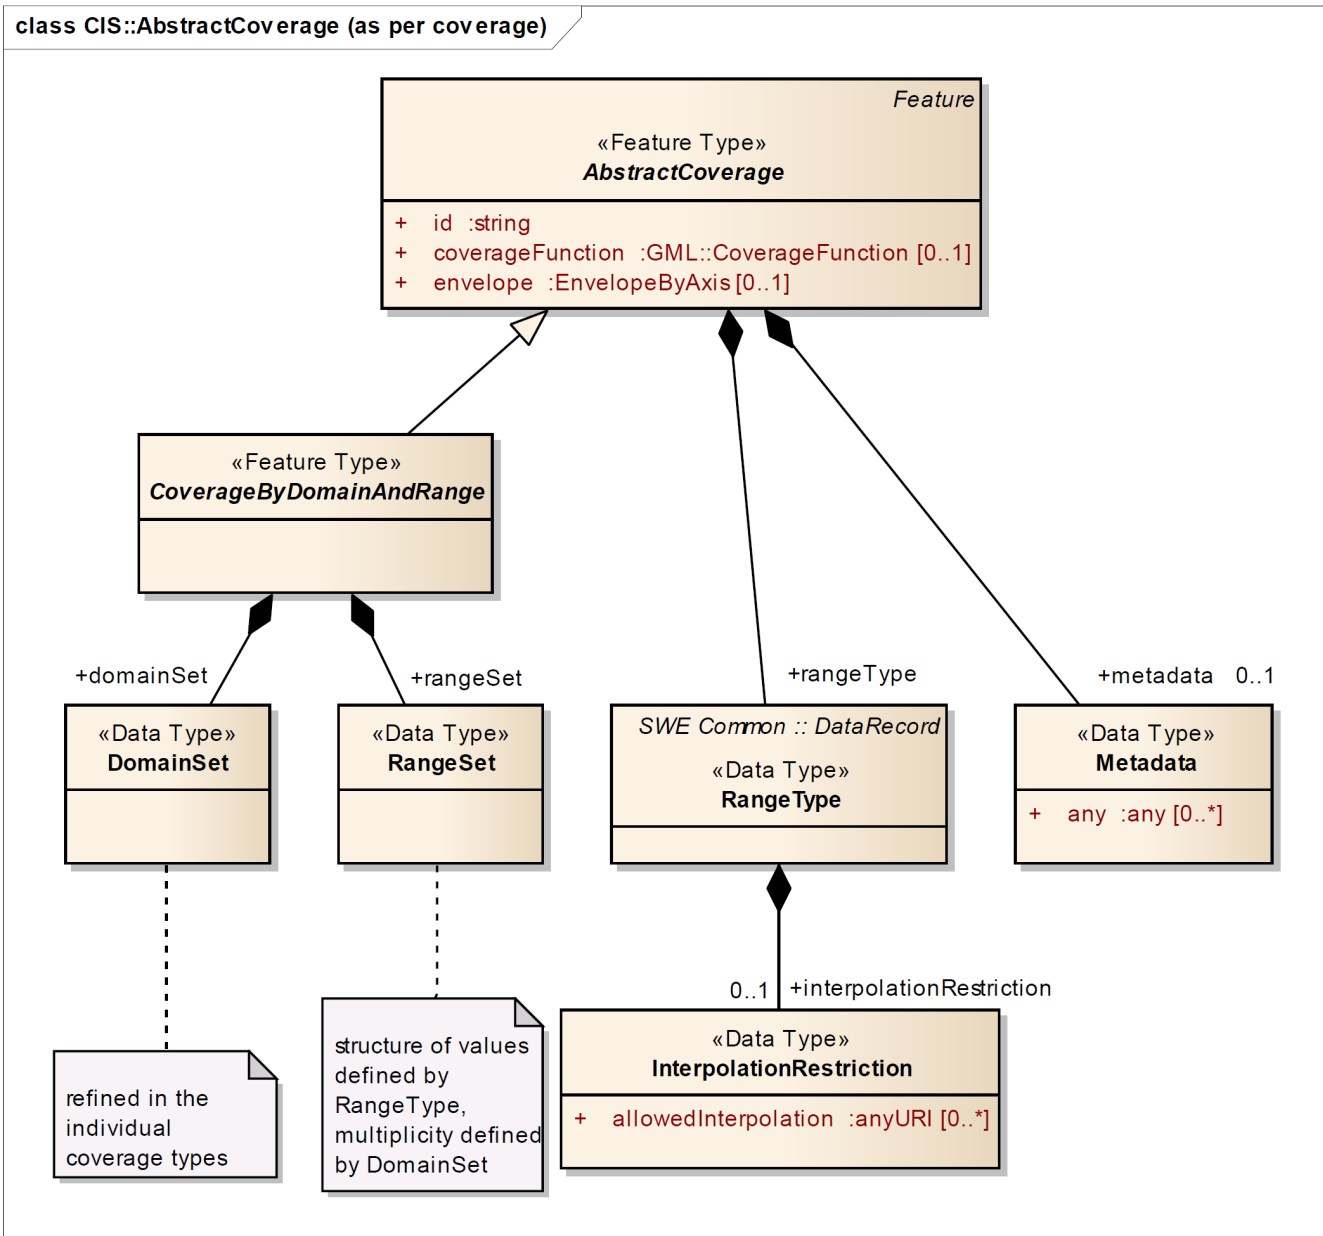 class CIS::AbstractCoverage (as per coverage)
Feature
«Feature Type»
AbstractCoverage
+ id :string
+ coverageFunction :GML::CoverageFunction [0..1]
+ envelope :EnvelopeByAxis [0..1]
«Feature Type»
CoverageByDomainAndRange
+domainSet
+rangeSet
+rangeType
+metadata 0..1
«Data Type»
DomainSet
«Data Type»
RangeSet
SWE Common :: DataRecord
«Data Type»
RangeType
«Data Type»
Metadata
+ any :any [0..*]
0..1 +interpolationRestriction
«Data Type»
InterpolationRestriction
+ allowedInterpolation :anyURI [0..*]
refined in the
individual
coverage types
structure of values
defined by
RangeType,
multiplicity defined
by DomainSet